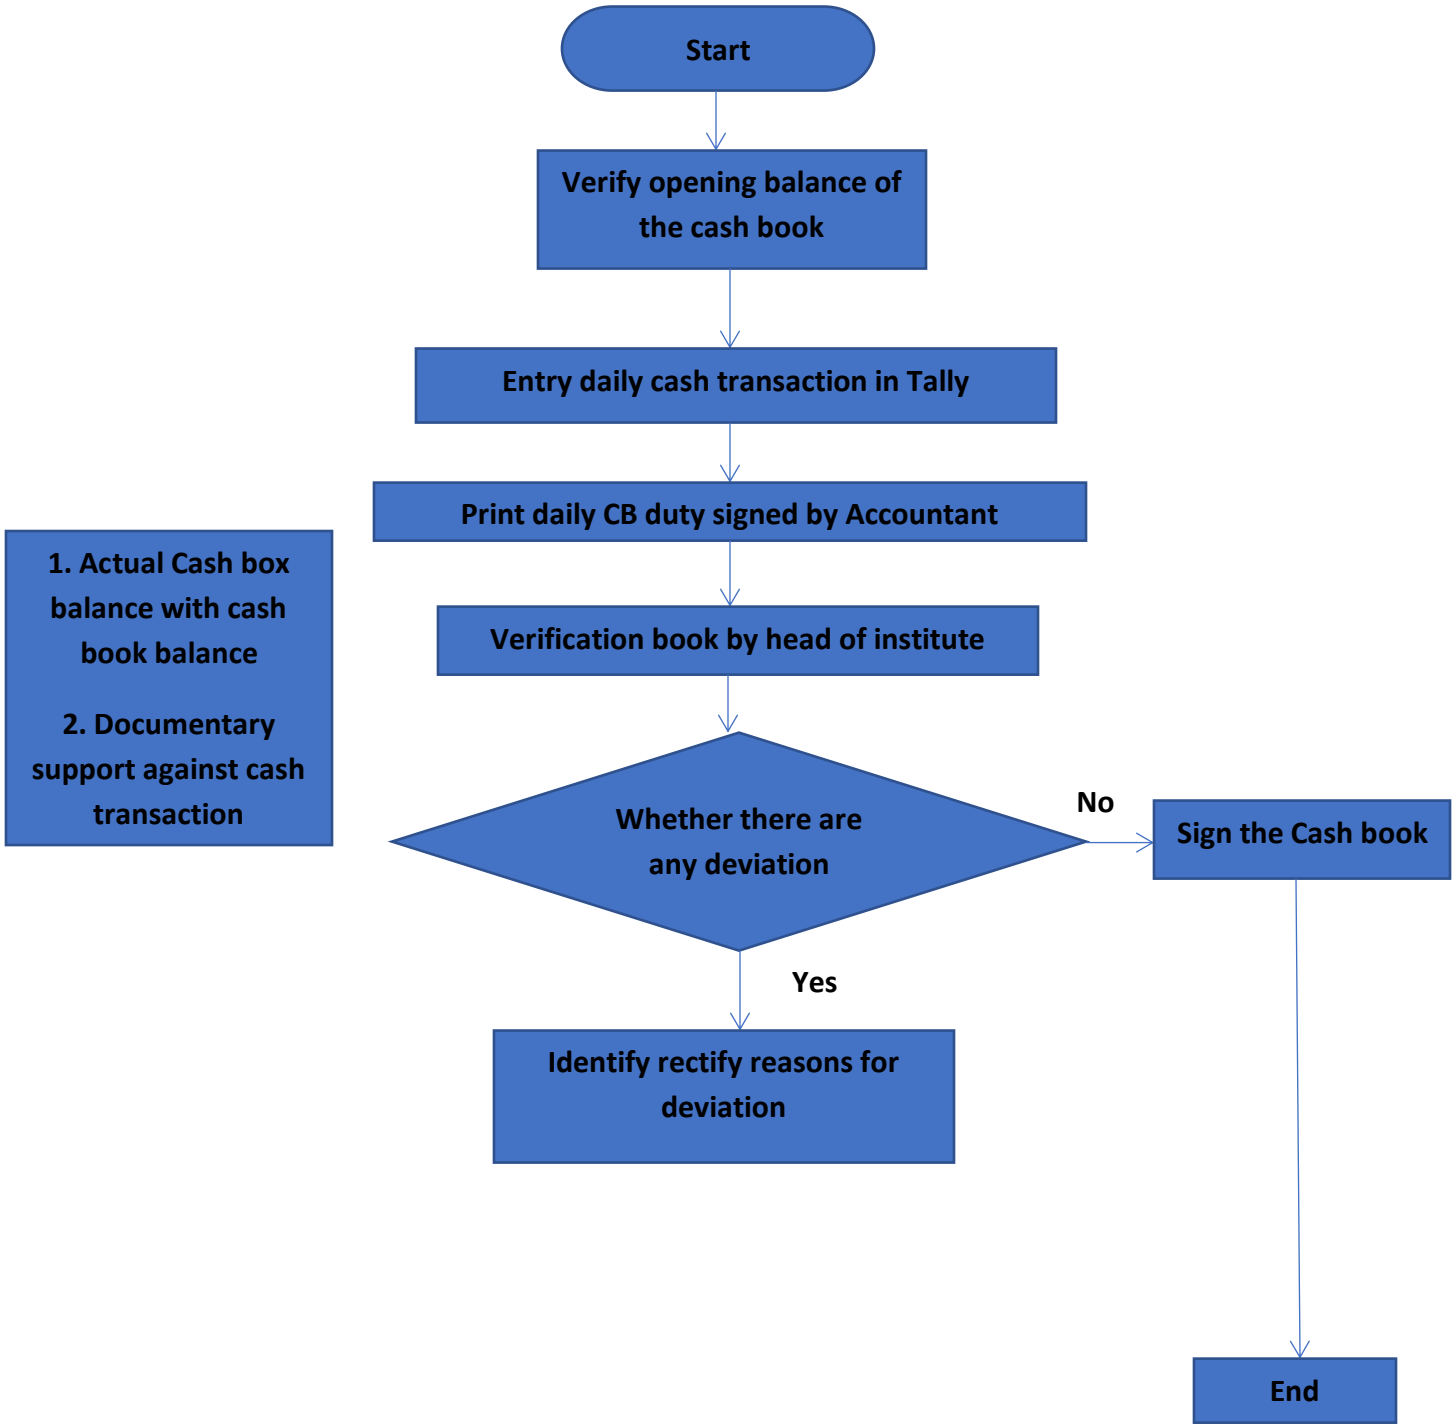 Start
Verify opening balance of
the cash book
Entry daily cash transaction in Tally
Print daily CB duty signed by Accountant
1. Actual Cash box
balance with cash
book balance
2. Documentary
support against cash
transaction
Verification book by head of institute
Whether there are
any deviation
No
Sign the Cash book
Yes
Identify rectify reasons for
deviation
End